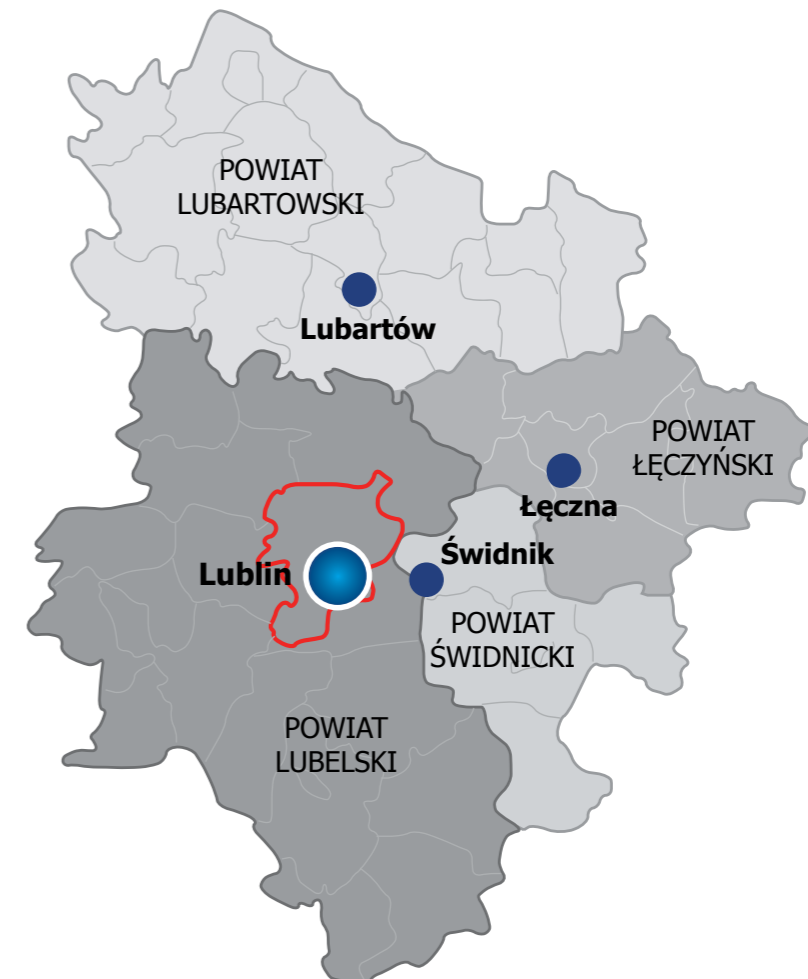 POWIAT
LUBARTOWSKI
Lubartów
POWIAT
ŁĘCZYŃSKI
Łęczna
Świdnik
Lublin
POWIAT
ŚWIDNICKI
POWIAT
LUBELSKI